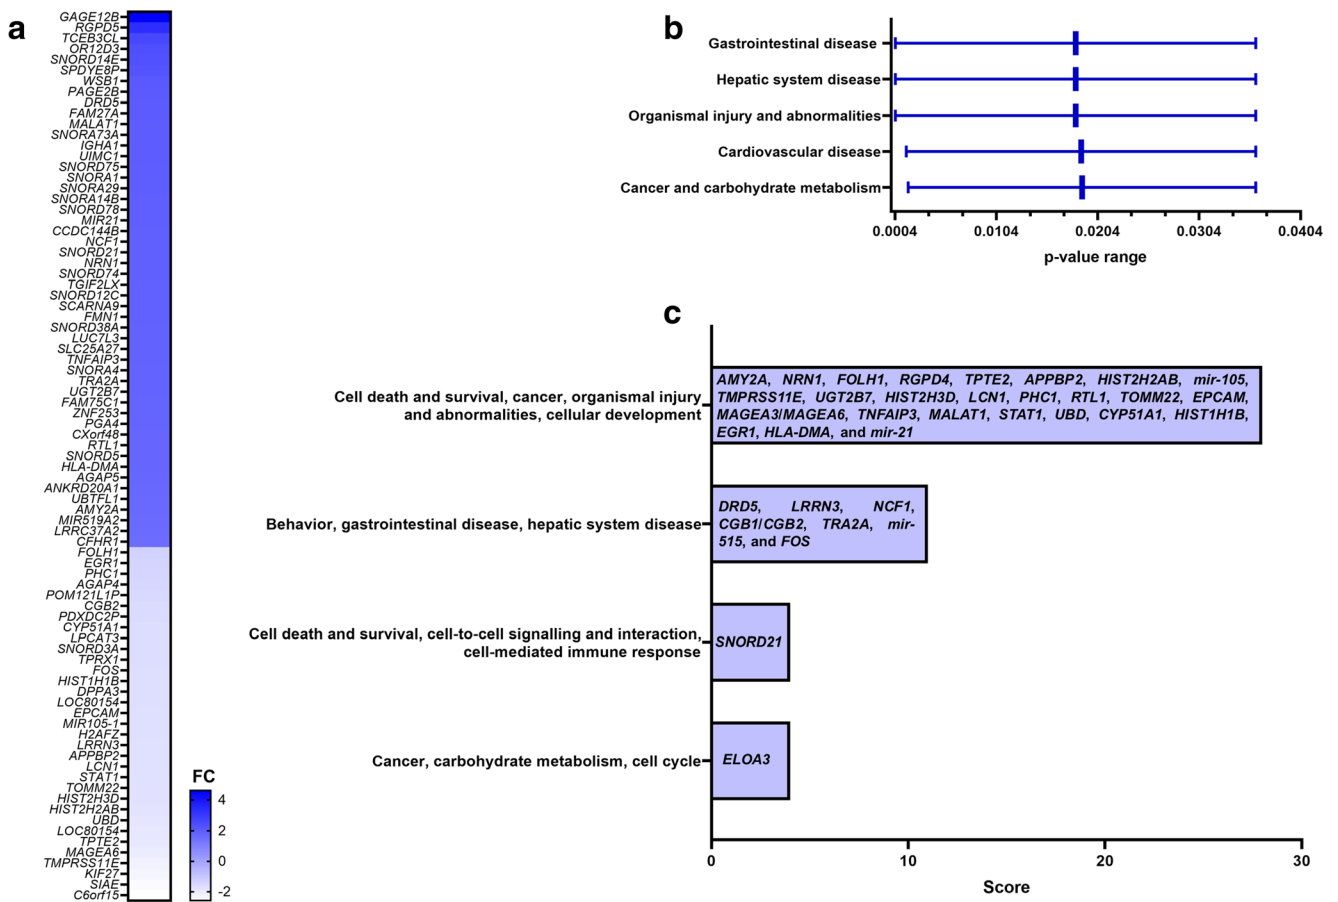 a
GAGE12B
RGPD5
TCEB3CL
OR12D3
SNORD14E
SPDYE8P
WSB1
PAGE2B
DRD5
FAM27A
MALAT1
SNORA73A
IGHA1
UIMC1
SNORD75
SNORA1
SNORA29
SNORA14B
SNORD78
MIR21
CCDC144B
NCF1
SNORD21
NRN1
SNORD74
TGIF2LX
SNORD12C
SCARNA9
FMN1
SNORD38A
LUC7L3
SLC25A27
TNFAIP3
SNORA4
TRA2A
UGT2B7
FAM75C1
ZNF253
PGA4
CXorf48
RTL1
SNORD5
HLA-DMA
AGAP5
ANKRD20A1
UBTFL1
AMY2A
MIR519A2
LRRC37A2
CFHR1
FOLH1
EGR1
PHC1
AGAP4
POM121L1P
CGB2
PDXDC2P
CYP51A1
LPCAT3
SNORD3A
TPRX1
FOS
HIST1H1B
DPPA3
LOC80154
EPCAM
MIR105-1
H2AFZ
LRRN3
APPBP2
LCN1
STAT1
TOMM22
HIST2H3D
HIST2H2AB
UBD
LOC80154
TPTE2
MAGEA6
TMPRSS11E
KIF27
SIAE
C6orf15
FC
4
2
0
-2
b
Gastrointestinal disease
Hepatic system disease
Organismal injury and abnormalities
Cardiovascular disease
Cancer and carbohydrate metabolism
0.0004 0.0104 0.0204 0.0304 0.0404
p-value range
c
Cell death and survival, cancer, organismal injury
and abnormalities, cellular development
AMY2A, NRN1, FOLH1, RGPD4, TPTE2, APPBP2, HIST2H2AB, mir-105,
TMPRSS11E, UGT2B7, HIST2H3D, LCN1, PHC1, RTL1, TOMM22, EPCAM,
MAGEA3/MAGEA6, TNFAIP3, MALAT1, STAT1, UBD, CYP51A1, HIST1H1B,
EGR1, HLA-DMA, and mir-21
Behavior, gastrointestinal disease, hepatic system disease
DRD5, LRRN3, NCF1,
CGB1/CGB2, TRA2A, mir-
515, and FOS
Cell death and survival, cell-to-cell signalling and interaction,
cell-mediated immune response
SNORD21
Cancer, carbohydrate metabolism, cell cycle
ELOA3
0 10 20 30
Score